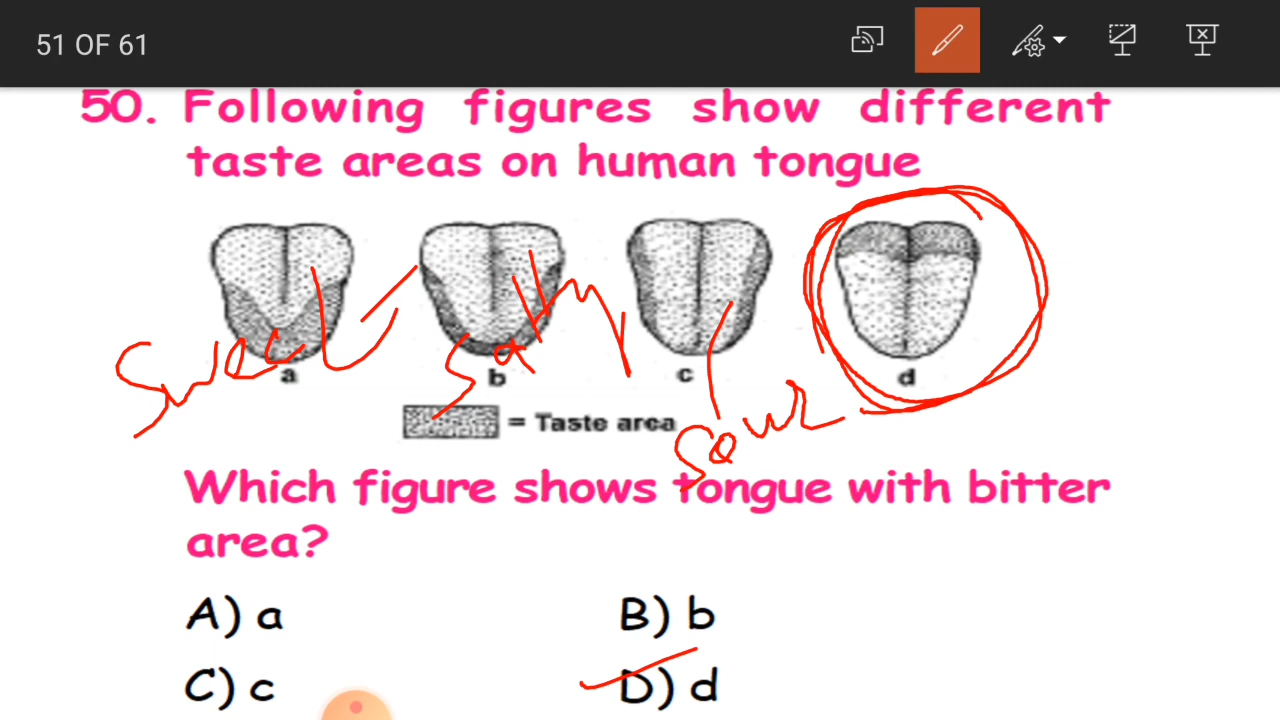 51 OF 61
50. Following figures show different
taste areas on human tongue
Sweet
Salty
Sour
a b c d
= Taste area
Which figure shows tongue with bitter
area?
A) a B) b
C) c D) d